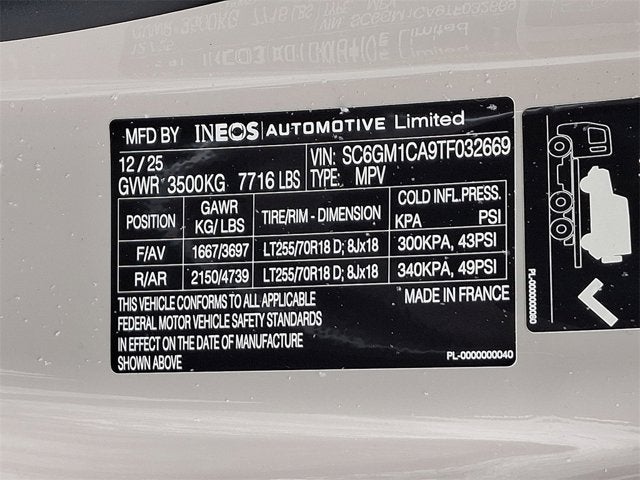 MFD BY INEOS | AUTOMOTIVE Limited
12 / 25 VIN: SC6GM1CA9TF032669
GVWR 3500KG 7716 LBS TYPE: MPV
POSITION GAWR KG/ LBS TIRE/RIM - DIMENSION COLD INFL.PRESS. KPA PSI
F/AV 1667/3697 LT255/70R18 D; 8Jx18 300KPA, 43PSI
R/AR 2150/4739 LT255/70R18 D; 8Jx18 340KPA, 49PSI
THIS VEHICLE CONFORMS TO ALL APPLICABLE MADE IN FRANCE
FEDERAL MOTOR VEHICLE SAFETY STANDARDS
IN EFFECT ON THE DATE OF MANUFACTURE
SHOWN ABOVE PL-0000000040
PL-0000000080